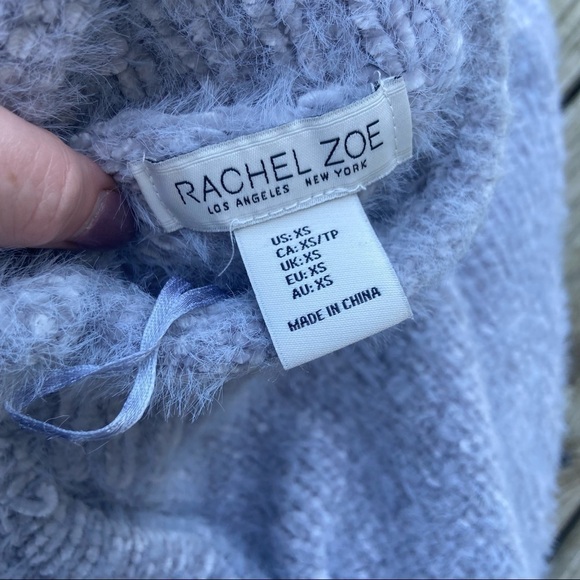 RACHEL ZOE
LOS ANGELES NEW YORK
US: XS
CA: XS/TP
UK: XS
EU: XS
AU: XS
MADE IN CHINA